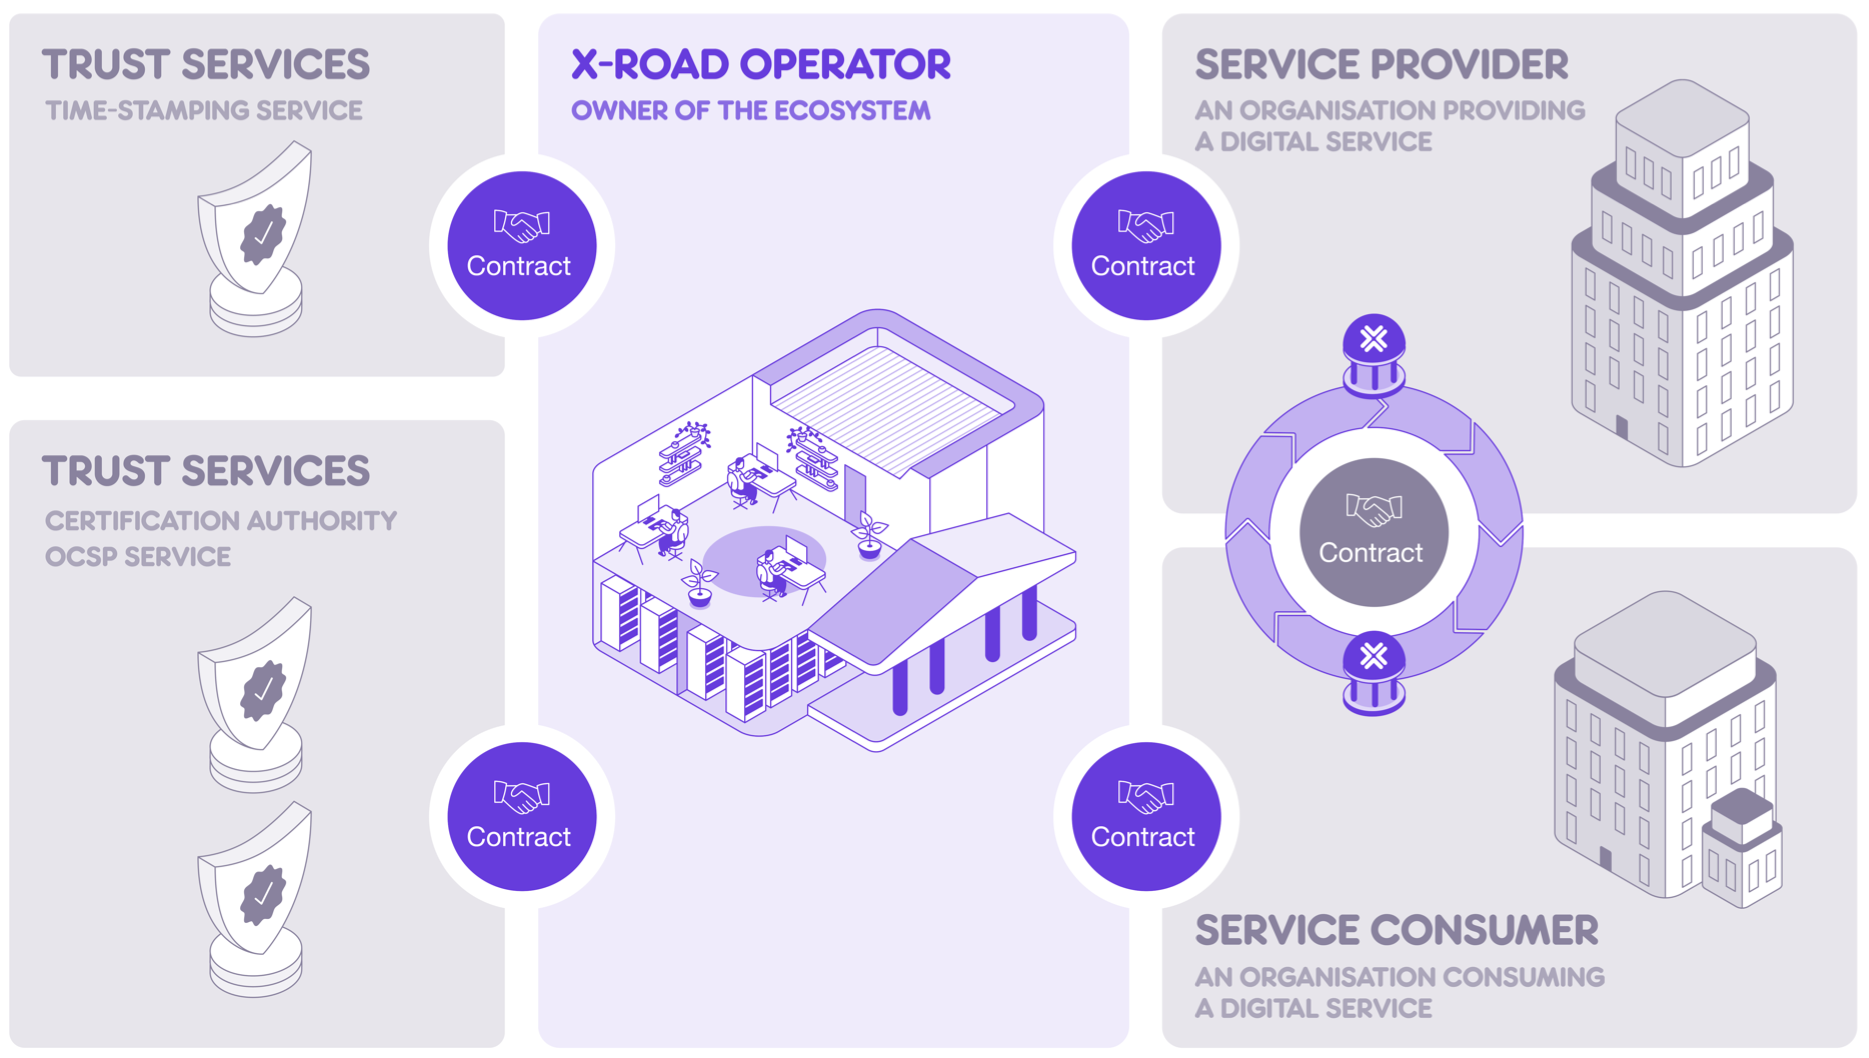 TRUST SERVICES
TIME-STAMPING SERVICE
Contract
TRUST SERVICES
CERTIFICATION AUTHORITY
OCSP SERVICE
Contract
X-ROAD OPERATOR
OWNER OF THE ECOSYSTEM
Contract
SERVICE PROVIDER
AN ORGANISATION PROVIDING
A DIGITAL SERVICE
Contract
Contract
SERVICE CONSUMER
AN ORGANISATION CONSUMING
A DIGITAL SERVICE